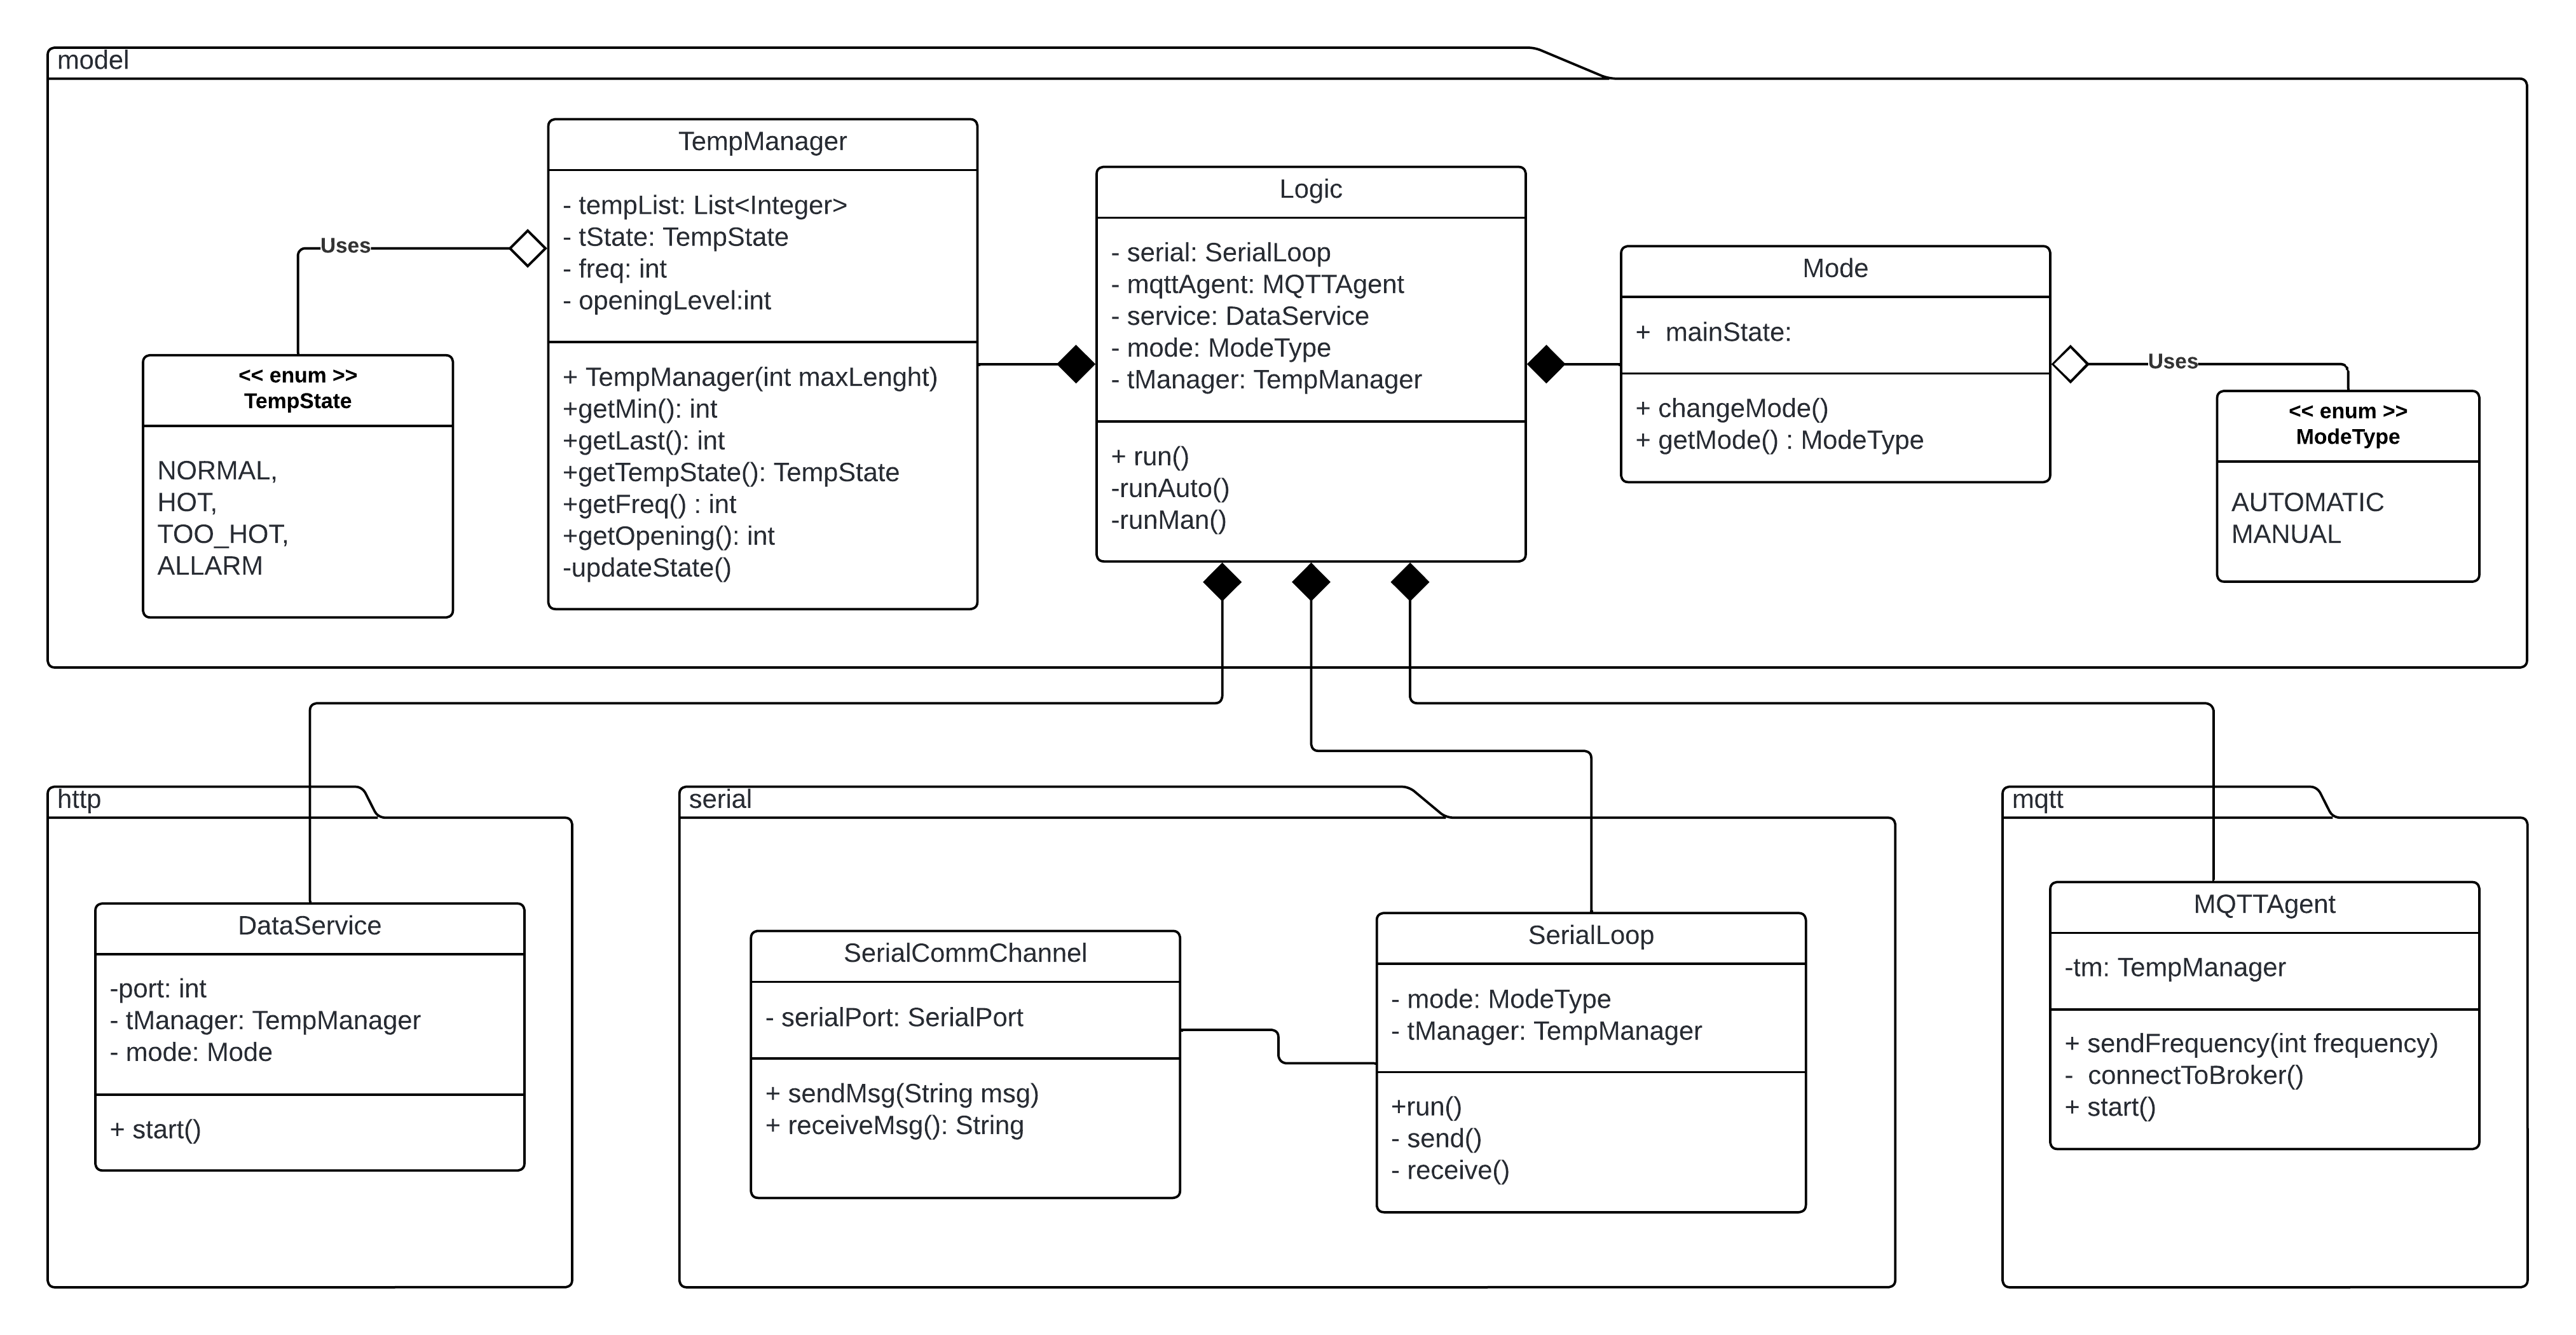 model
TempManager
- tempList: List<Integer>
- tState: TempState
- freq: int
- openingLevel:int
+ TempManager(int maxLenght)
+getMin(): int
+getLast(): int
+getTempState(): TempState
+getFreq() : int
+getOpening(): int
-updateState()
Uses
<< enum >>
TempState
NORMAL,
HOT,
TOO_HOT,
ALLARM
Logic
- serial: SerialLoop
- mqttAgent: MQTTAgent
- service: DataService
- mode: ModeType
- tManager: TempManager
+ run()
-runAuto()
-runMan()
Mode
+  mainState:
+ changeMode()
+ getMode() : ModeType
Uses
<< enum >>
ModeType
AUTOMATIC
MANUAL
http
DataService
-port: int
- tManager: TempManager
- mode: Mode
+ start()
serial
SerialCommChannel
- serialPort: SerialPort
+ sendMsg(String msg)
+ receiveMsg(): String
SerialLoop
- mode: ModeType
- tManager: TempManager
+run()
- send()
- receive()
mqtt
MQTTAgent
-tm: TempManager
+ sendFrequency(int frequency)
-  connectToBroker()
+ start()